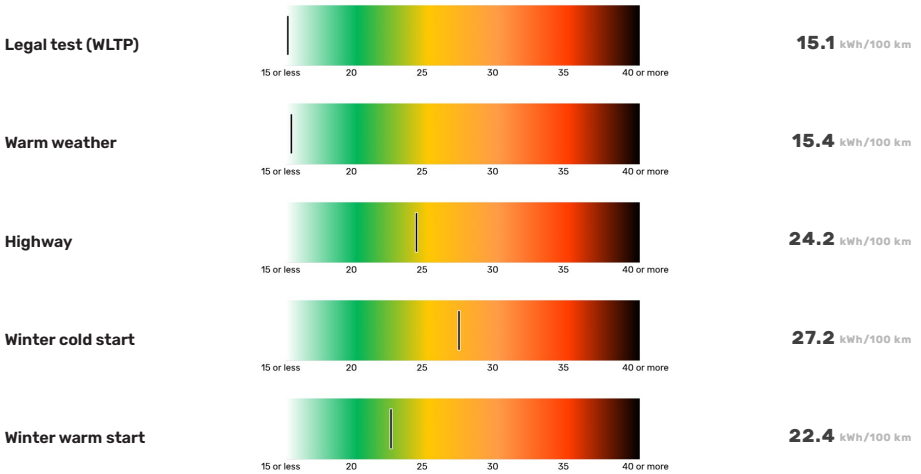 Legal test (WLTP)
15.1 kWh/100 km
15 or less 20 25 30 35 40 or more
Warm weather
15.4 kWh/100 km
15 or less 20 25 30 35 40 or more
Highway
24.2 kWh/100 km
15 or less 20 25 30 35 40 or more
Winter cold start
27.2 kWh/100 km
15 or less 20 25 30 35 40 or more
Winter warm start
22.4 kWh/100 km
15 or less 20 25 30 35 40 or more